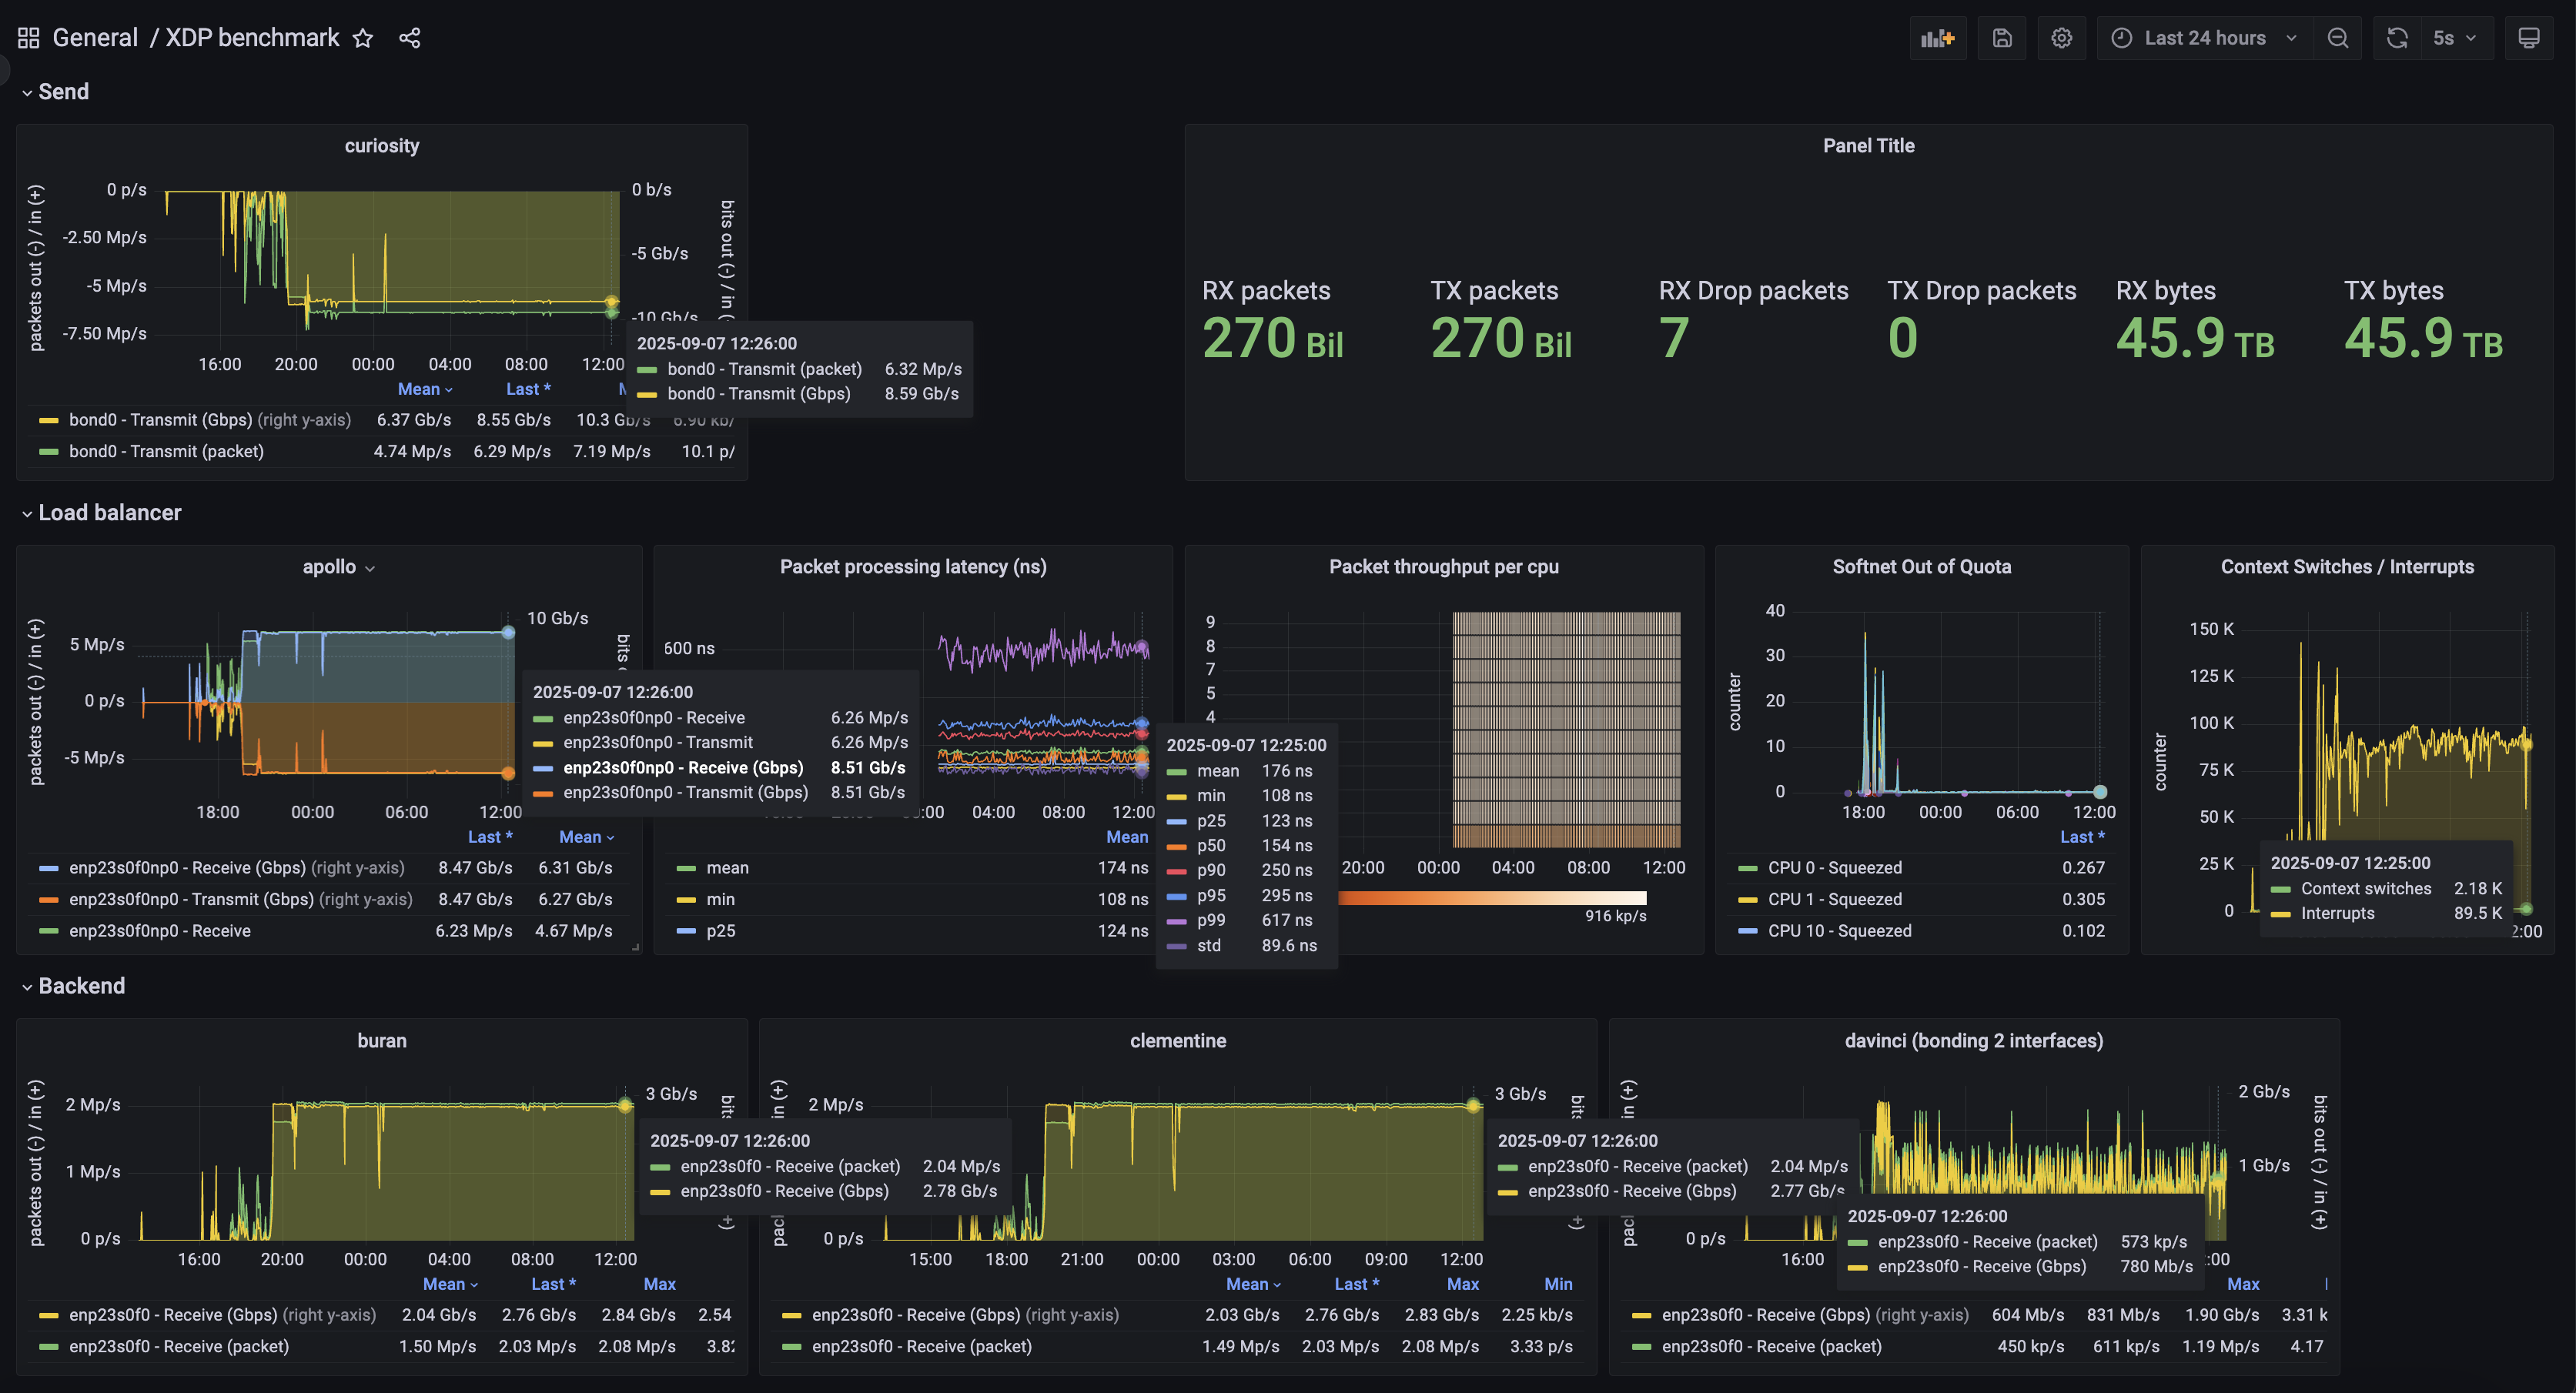 General / XDP benchmark
Last 24 hours
5s
Send
curiosity
packets out (-) / in (+)
0 p/s
-2.50 Mp/s
-5 Mp/s
-7.50 Mp/s
0 b/s
-5 Gb/s
-10 Gb/s
bits out (-) / in (
16:00 20:00 00:00 04:00 08:00 12:00
Mean Last *
bond0 - Transmit (Gbps) (right y-axis) 6.37 Gb/s 8.55 Gb/s 10.3 Gb/s 6.90 kb/
bond0 - Transmit (packet) 4.74 Mp/s 6.29 Mp/s 7.19 Mp/s 10.1 p/
2025-09-07 12:26:00
bond0 - Transmit (packet) 6.32 Mp/s
bond0 - Transmit (Gbps) 8.59 Gb/s
Panel Title
RX packets TX packets RX Drop packets TX Drop packets RX bytes TX bytes
270 Bil 270 Bil 7 0 45.9 TB 45.9 TB
Load balancer
apollo
packets out (-) / in (+)
5 Mp/s
0 p/s
-5 Mp/s
10 Gb/s
bits
18:00 00:00 06:00 12:00
Last * Mean
enp23s0f0np0 - Receive (Gbps) (right y-axis) 8.47 Gb/s 6.31 Gb/s
enp23s0f0np0 - Transmit (Gbps) (right y-axis) 8.47 Gb/s 6.27 Gb/s
enp23s0f0np0 - Receive 6.23 Mp/s 4.67 Mp/s
2025-09-07 12:26:00
enp23s0f0np0 - Receive 6.26 Mp/s
enp23s0f0np0 - Transmit 6.26 Mp/s
enp23s0f0np0 - Receive (Gbps) 8.51 Gb/s
enp23s0f0np0 - Transmit (Gbps) 8.51 Gb/s
Packet processing latency (ns)
600 ns
:00 04:00 08:00 12:00
Mean
mean 174 ns
min 108 ns
p25 124 ns
2025-09-07 12:25:00
mean 176 ns
min 108 ns
p25 123 ns
p50 154 ns
p90 250 ns
p95 295 ns
p99 617 ns
std 89.6 ns
Packet throughput per cpu
9
8
7
5
4
20:00 00:00 04:00 08:00 12:00
916 kp/s
Softnet Out of Quota
counter
40
30
20
10
0
18:00 00:00 06:00 12:00
Last *
CPU 0 - Squeezed 0.267
CPU 1 - Squeezed 0.305
CPU 10 - Squeezed 0.102
Context Switches / Interrupts
counter
150 K
125 K
100 K
75 K
50 K
25 K
0
2:00
2025-09-07 12:25:00
Context switches 2.18 K
Interrupts 89.5 K
Backend
buran
packets out (-) / in (+)
2 Mp/s
1 Mp/s
0 p/s
3 Gb/s
bits
+)
16:00 20:00 00:00 04:00 08:00 12:00
Mean Last * Max
enp23s0f0 - Receive (Gbps) (right y-axis) 2.04 Gb/s 2.76 Gb/s 2.84 Gb/s 2.54
enp23s0f0 - Receive (packet) 1.50 Mp/s 2.03 Mp/s 2.08 Mp/s 3.82
2025-09-07 12:26:00
enp23s0f0 - Receive (packet) 2.04 Mp/s
enp23s0f0 - Receive (Gbps) 2.78 Gb/s
clementine
in (+)
pac
2 Mp/s
0 p/s
3 Gb/s
bits
+)
15:00 18:00 21:00 00:00 03:00 06:00 09:00 12:00
Mean Last * Max Min
enp23s0f0 - Receive (Gbps) (right y-axis) 2.03 Gb/s 2.76 Gb/s 2.83 Gb/s 2.25 kb/s
enp23s0f0 - Receive (packet) 1.49 Mp/s 2.03 Mp/s 2.08 Mp/s 3.33 p/s
2025-09-07 12:26:00
enp23s0f0 - Receive (packet) 2.04 Mp/s
enp23s0f0 - Receive (Gbps) 2.77 Gb/s
davinci (bonding 2 interfaces)
in (+)
pac
0 p/s
2 Gb/s
1 Gb/s
bits out (-) / in (+)
16:00 :00
Max
enp23s0f0 - Receive (Gbps) (right y-axis) 604 Mb/s 831 Mb/s 1.90 Gb/s 3.31 k
enp23s0f0 - Receive (packet) 450 kp/s 611 kp/s 1.19 Mp/s 4.17
2025-09-07 12:26:00
enp23s0f0 - Receive (packet) 573 kp/s
enp23s0f0 - Receive (Gbps) 780 Mb/s